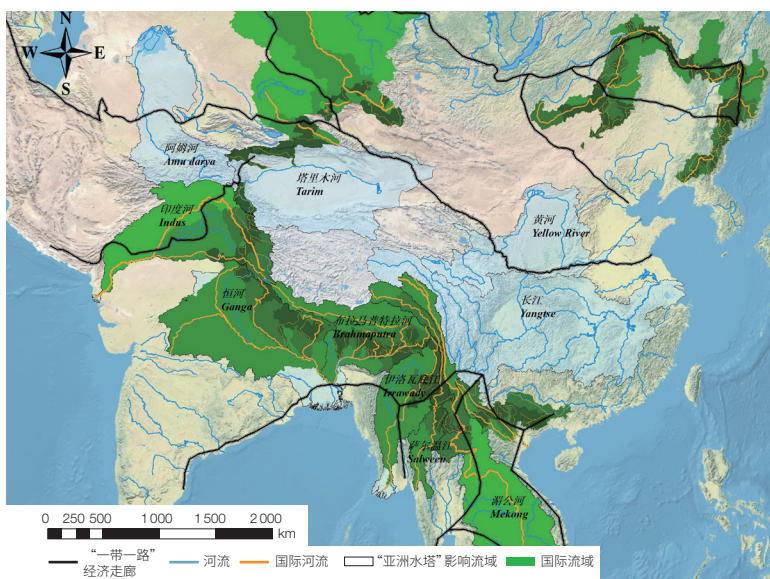 N
W E
S
阿姆河
Amu darya
塔里木河
Tarim
印度河
Indus
黄河
Yellow River
恒河
Ganga
长江
Yangtse
布拉马普特拉河
Brahmaputra
伊洛瓦底江
Irrawady
萨尔温江
Salween
湄公河
Mekong
0 250 500 1 000 1 500 2 000
km
“一带一路”
经济走廊
河流
国际河流
“亚洲水塔”影响流域
国际流域